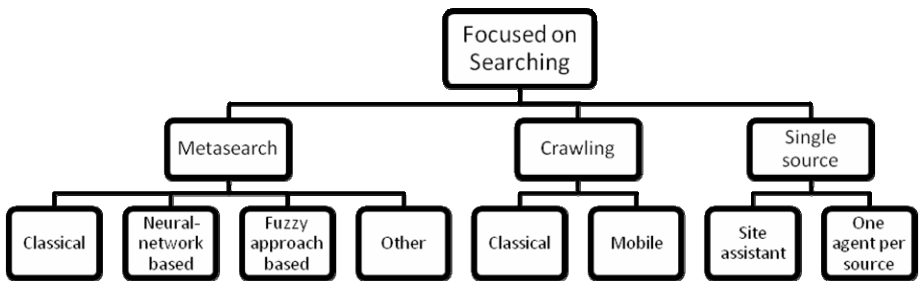 Focused on
Searching
Metasearch
Crawling
Single
source
Classical
Neural-
network
based
Fuzzy
approach
based
Other
Classical
Mobile
Site
assistant
One
agent per
source